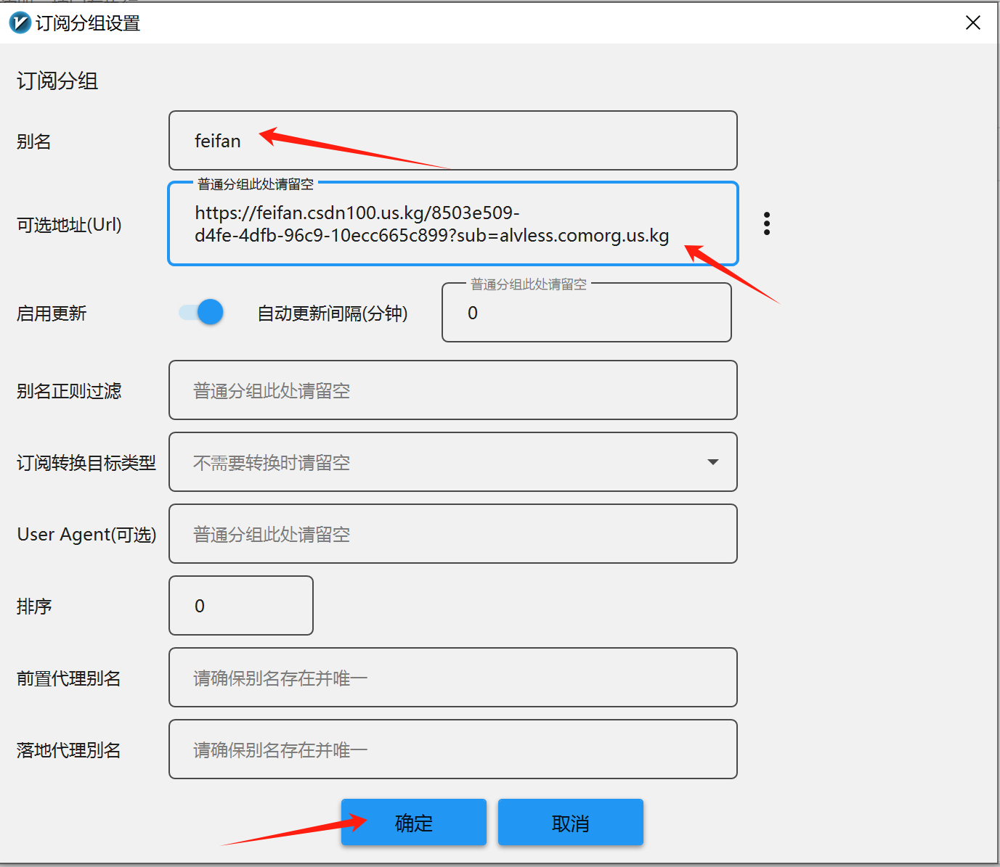 订阅分组设置
订阅分组
别名
feifan
可选地址(Url)
普通分组此处请留空
https://feifan.csdn100.us.kg/8503e509-
d4fe-4dfb-96c9-10ecc665c899?sub=alvless.comorg.us.kg
启用更新
自动更新间隔(分钟)
普通分组此处请留空
0
别名正则过滤
普通分组此处请留空
订阅转换目标类型
不需要转换时请留空
User Agent(可选)
普通分组此处请留空
排序
0
前置代理别名
请确保别名存在并唯一
落地代理別名
请确保别名存在并唯一
确定
取消